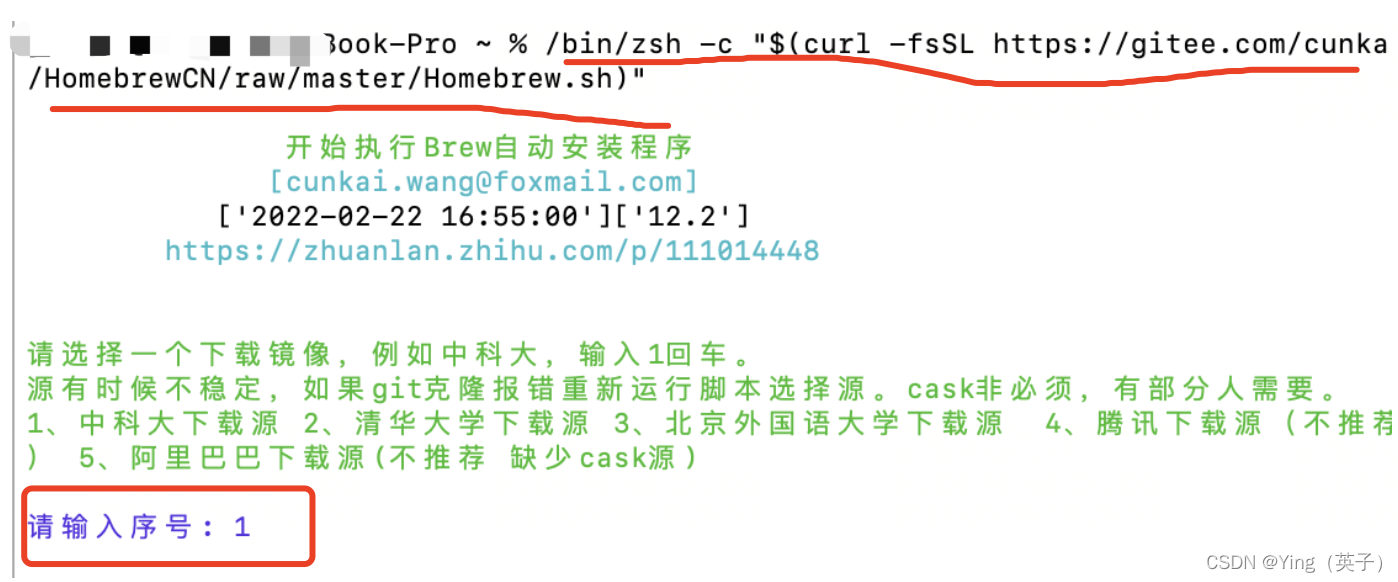 Book-Pro ~ % /bin/zsh -c "$(curl -fsSL https://gitee.com/cunka
/HomebrewCN/raw/master/Homebrew.sh)"
开始执行Brew自动安装程序
[cunkai.wang@foxmail.com]
['2022-02-22 16:55:00']['12.2']
https://zhuanlan.zhihu.com/p/111014448
请选择一个下载镜像，例如中科大，输入1回车。
源有时候不稳定，如果git克隆报错重新运行脚本选择源。cask非必须，有部分人需要。
1、中科大下载源 2、清华大学下载源 3、北京外国语大学下载源  4、腾讯下载源（不推荐
） 5、阿里巴巴下载源(不推荐 缺少cask源)
请输入序号: 1
CSDN @Ying（英子）